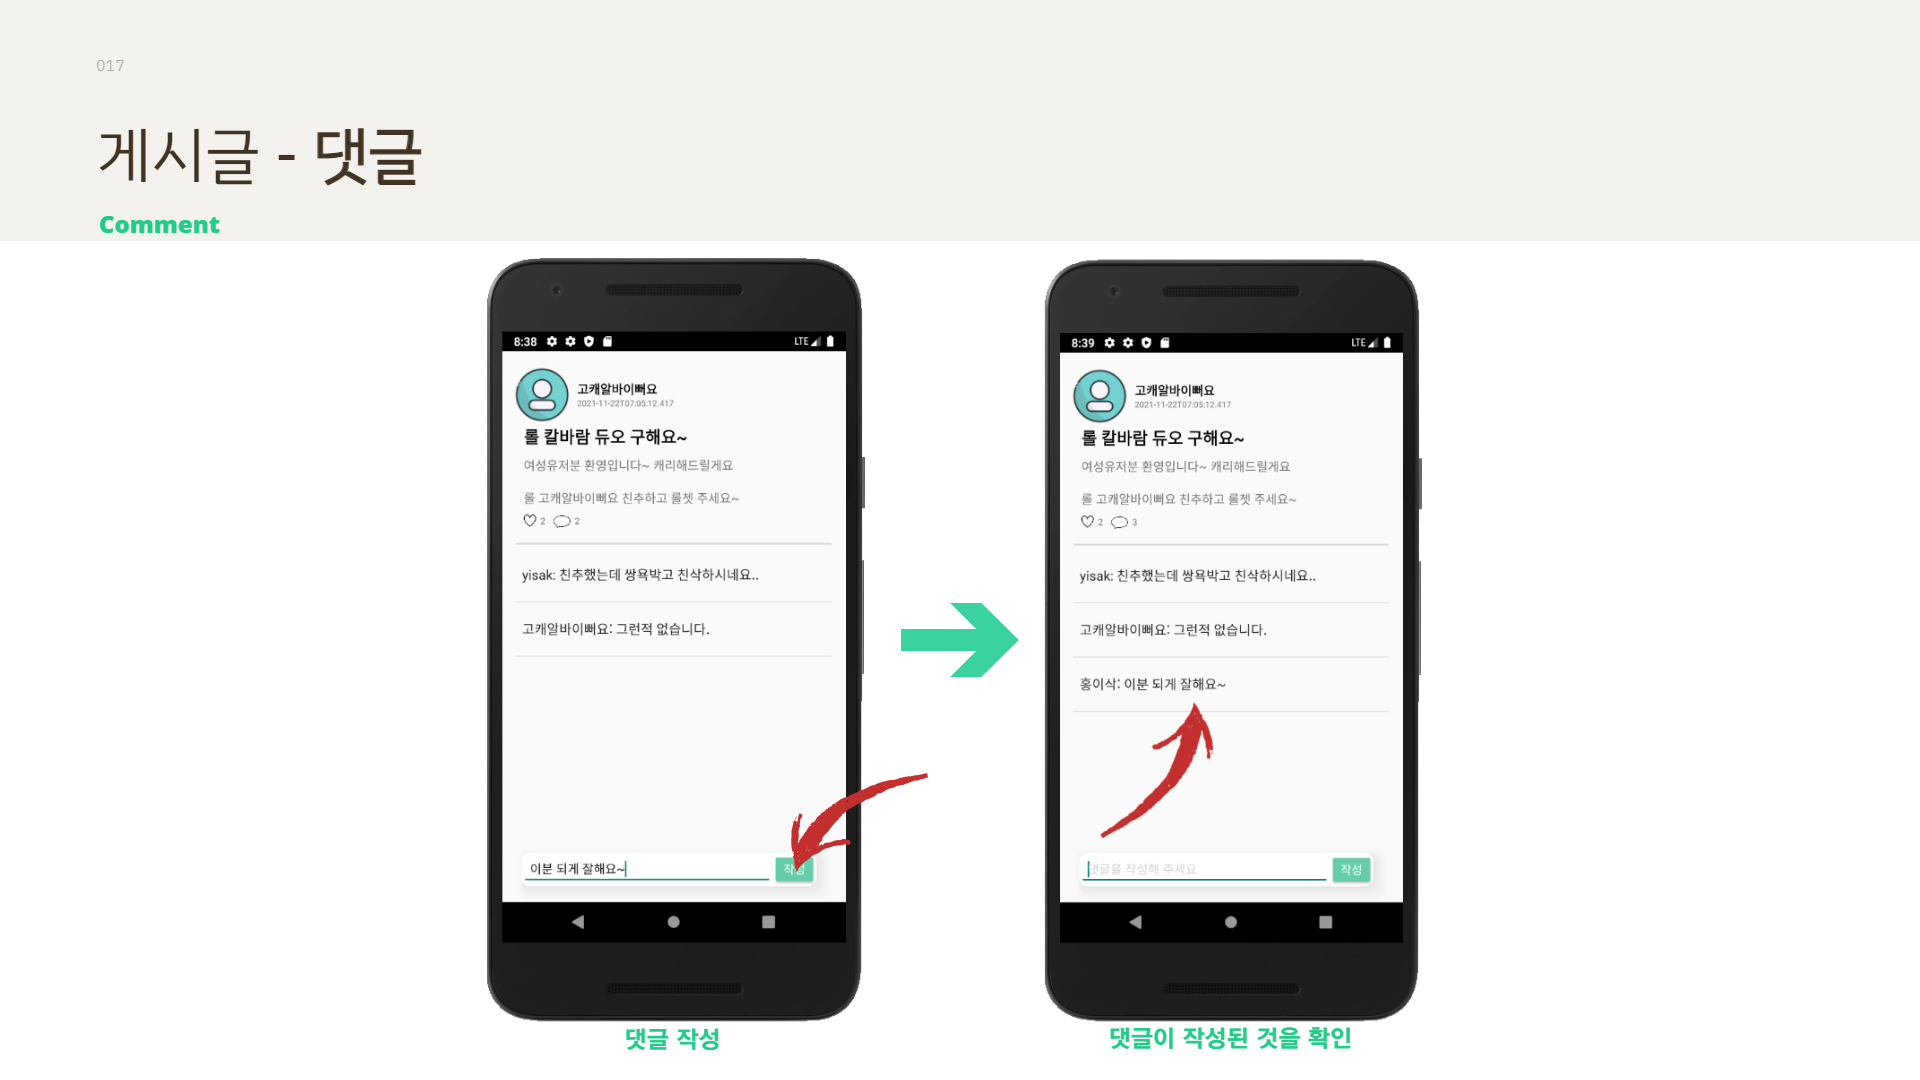 017
게시글 - 댓글
Comment
8:38
LTE
고캐알바이뻐요
2021-11-22T07:05:12.417
롤 칼바람 듀오 구해요~
여성유저분 환영입니다~ 캐리해드릴게요
롤 고캐알바이뻐요 친추하고 롤쳇 주세요~
2 2
yisak: 친추했는데 쌍욕박고 친삭하시네요..
고캐알바이뻐요: 그런적 없습니다.
이분 되게 잘해요~
작성
댓글 작성
8:39
LTE
고캐알바이뻐요
2021-11-22T07:05:12.417
롤 칼바람 듀오 구해요~
여성유저분 환영입니다~ 캐리해드릴게요
롤 고캐알바이뻐요 친추하고 롤쳇 주세요~
2 3
yisak: 친추했는데 쌍욕박고 친삭하시네요..
고캐알바이뻐요: 그런적 없습니다.
홍이삭: 이분 되게 잘해요~
댓글을 작성해 주세요
작성
댓글이 작성된 것을 확인